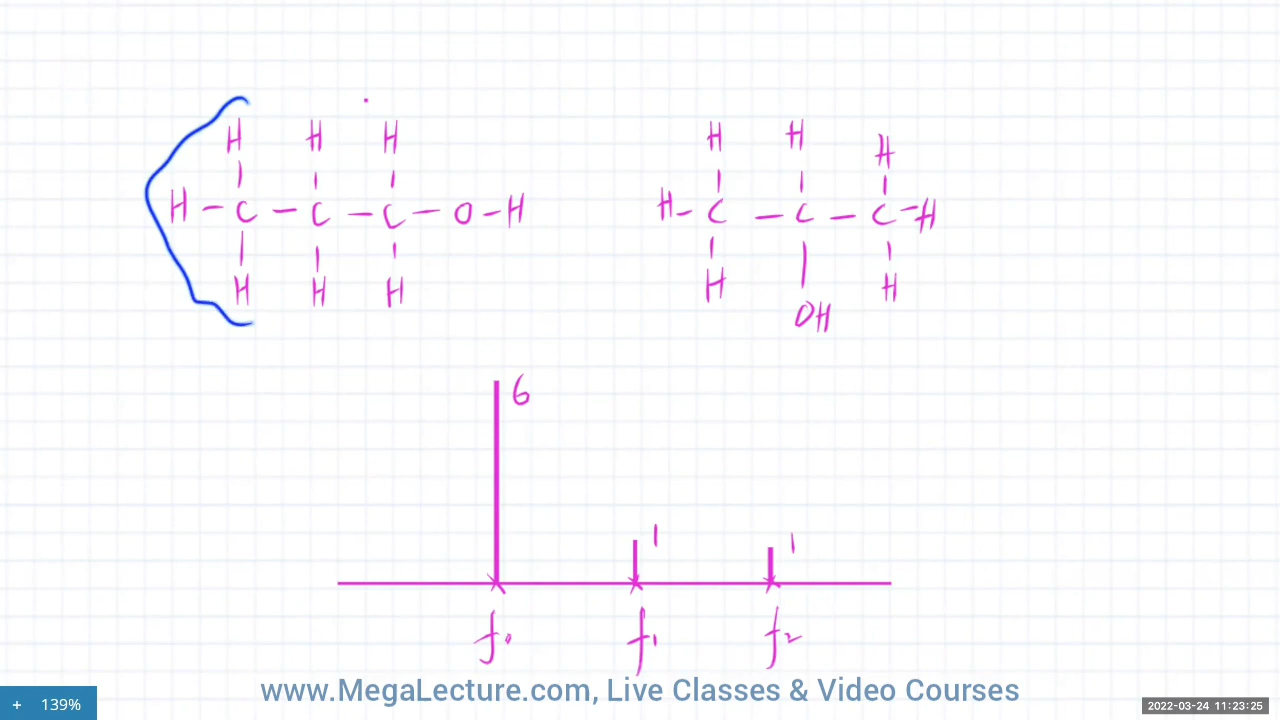 H H H
H - C - C - C - O - H
H H H
H H H
H - C - C - C - H
H OH H
6
1 1
f₀ f₁ f₂
www.MegaLecture.com, Live Classes & Video Courses
+ 139%
2022-03-24 11:23:25